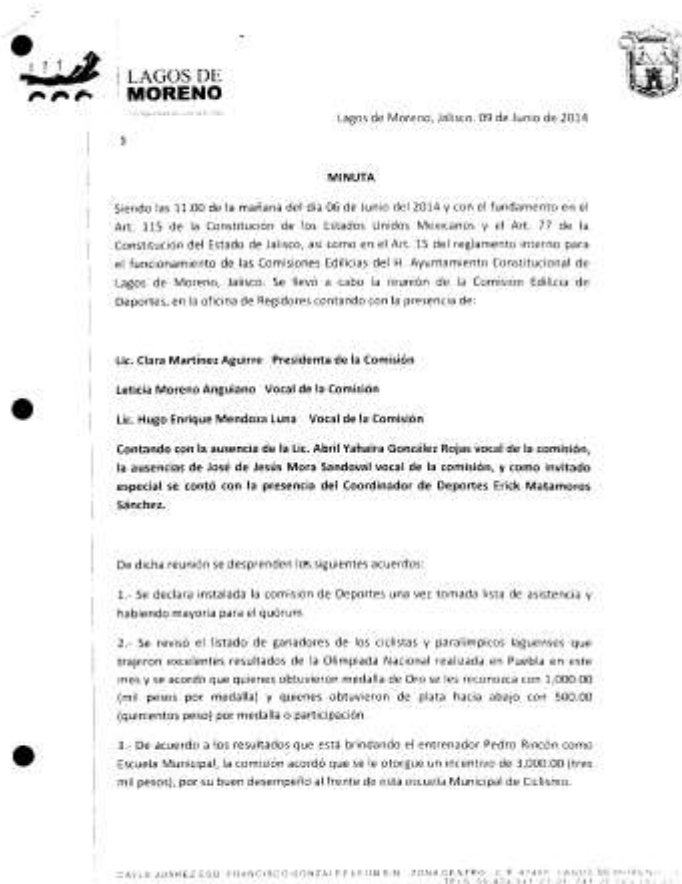 LAGOS DE
MORENO
Lagos de Moreno, Jalisco. 09 de Junio de 2014
MINUTA
Siendo las 11.00 de la mañana del día 06 de Junio del 2014 y con el fundamento en el
Art. 115 de la Constitución de los Estados Unidos Mexicanos y el Art. 77 de la
Constitución del Estado de Jalisco, así como en el Art. 15 del reglamento interno para
el funcionamiento de las Comisiones Edilicias del H. Ayuntamiento Constitucional de
Lagos de Moreno, Jalisco. Se llevó a cabo la reunión de la Comisión Edilicia de
Deportes, en la oficina de Regidores contando con la presencia de:
Lic. Clara Martínez Aguirre Presidenta de la Comisión
Leticia Moreno Anguiano Vocal de la Comisión
Lic. Hugo Enrique Mendoza Luna Vocal de la Comisión
Contando con la ausencia de la Lic. Abril Yahaira González Rojas vocal de la comisión,
la ausencias de José de Jesús Mora Sandoval vocal de la comisión, y como invitado
especial se contó con la presencia del Coordinador de Deportes Erick Matamoros
Sánchez.
De dicha reunión se desprenden los siguientes acuerdos:
1.- Se declara instalada la comisión de Deportes una vez tomada lista de asistencia y
habiendo mayoría para el quórum
2.- Se revisó el listado de ganadores de los ciclistas y paralímpicos laguenses que
trajeron excelentes resultados de la Olimpiada Nacional realizada en Puebla en este
mes y se acordó que quienes obtuvieron medalla de Oro se les reconozca con 1,000.00
(mil pesos por medalla) y quienes obtuvieron de plata hacia abajo con 500.00
(quinientos peso) por medalla o participación
3.- De acuerdo a los resultados que está brindando el entrenador Pedro Rincón como
Escuela Municipal, la comisión acordó que se le otorgue un incentivo de 3,000.00 (tres
mil pesos), por su buen desempeño al frente de esta escuela Municipal de Ciclismo.